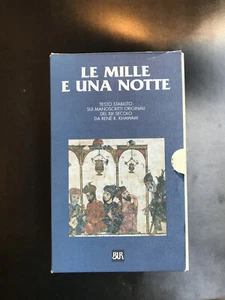 LE MILLE
E UNA NOTTE
TESTO STABILITO
SUI MANOSCRITTI ORIGINALI
DEL XIII SECOLO
DA RENÉ R. KHAWAM
BUR